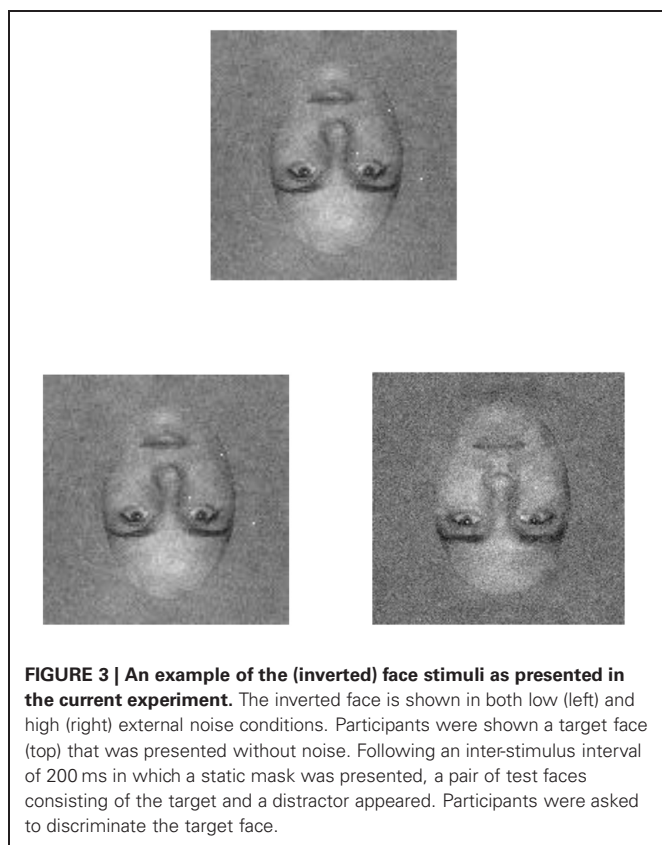 FIGURE 3 | An example of the (inverted) face stimuli as presented in
the current experiment. The inverted face is shown in both low (left) and
high (right) external noise conditions. Participants were shown a target face
(top) that was presented without noise. Following an inter-stimulus interval
of 200 ms in which a static mask was presented, a pair of test faces
consisting of the target and a distractor appeared. Participants were asked
to discriminate the target face.